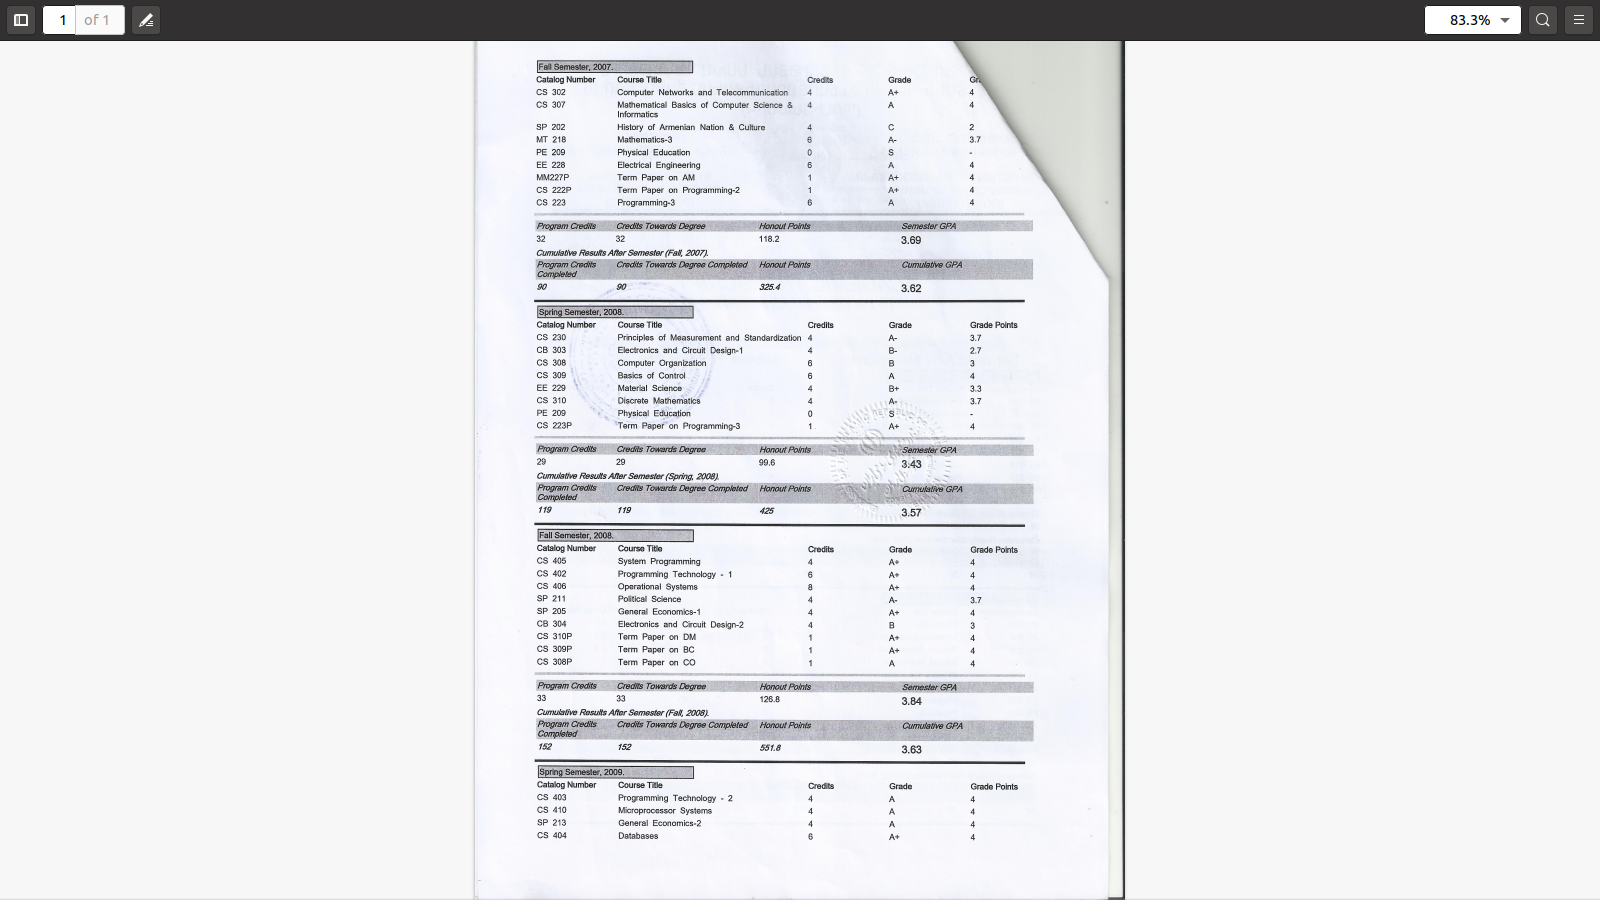 1 of 1 83.3%
Fall Semester, 2007.
Catalog Number Course Title Credits Grade
CS 302 Computer Networks and Telecommunication 4 A+ 4
CS 307 Mathematical Basics of Computer Science & 4 A 4
Informatics
SP 202 History of Armenian Nation & Culture 4 C 2
MT 218 Mathematics-3 6 A- 3.7
PE 209 Physical Education 0 S -
EE 228 Electrical Engineering 6 A 4
MM227P Term Paper on AM 1 A+ 4
CS 222P Term Paper on Programming-2 1 A+ 4
CS 223 Programming-3 6 A 4
Program Credits Credits Towards Degree Honout Points Semester GPA
32 32 118.2 3.69
Cumulative Results After Semester (Fall, 2007).
Program Credits Credits Towards Degree Completed Honout Points Cumulative GPA
Completed
90 90 325.4 3.62
Spring Semester, 2008.
Catalog Number Course Title Credits Grade Grade Points
CS 230 Principles of Measurement and Standardization 4 A- 3.7
CB 303 Electronics and Circuit Design-1 4 B- 2.7
CS 308 Computer Organization 6 B 3
CS 309 Basics of Control 6 A 4
EE 229 Material Science 4 B+ 3.3
CS 310 Discrete Mathematics 4 A- 3.7
PE 209 Physical Education 0 S -
CS 223P Term Paper on Programming-3 1 A+ 4
Program Credits Credits Towards Degree Honout Points Semester GPA
29 29 99.6 3.43
Cumulative Results After Semester (Spring, 2008).
Program Credits Credits Towards Degree Completed Honout Points Cumulative GPA
Completed
119 119 425 3.57
Fall Semester, 2008.
Catalog Number Course Title Credits Grade Grade Points
CS 405 System Programming 4 A+ 4
CS 402 Programming Technology - 1 6 A+ 4
CS 406 Operational Systems 8 A+ 4
SP 211 Political Science 4 A- 3.7
SP 205 General Economics-1 4 A+ 4
CB 304 Electronics and Circuit Design-2 4 B 3
CS 310P Term Paper on DM 1 A+ 4
CS 309P Term Paper on BC 1 A+ 4
CS 308P Term Paper on CO 1 A 4
Program Credits Credits Towards Degree Honout Points Semester GPA
33 33 126.8 3.84
Cumulative Results After Semester (Fall, 2008).
Program Credits Credits Towards Degree Completed Honout Points Cumulative GPA
Completed
152 152 551.8 3.63
Spring Semester, 2009.
Catalog Number Course Title Credits Grade Grade Points
CS 403 Programming Technology - 2 4 A 4
CS 410 Microprocessor Systems 4 A 4
SP 213 General Economics-2 4 A 4
CS 404 Databases 6 A+ 4